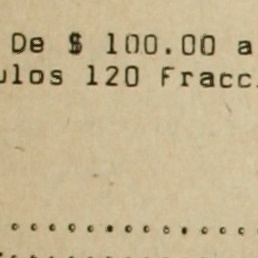 De $ 100.00 a
ulos 120 Fracc.
......................